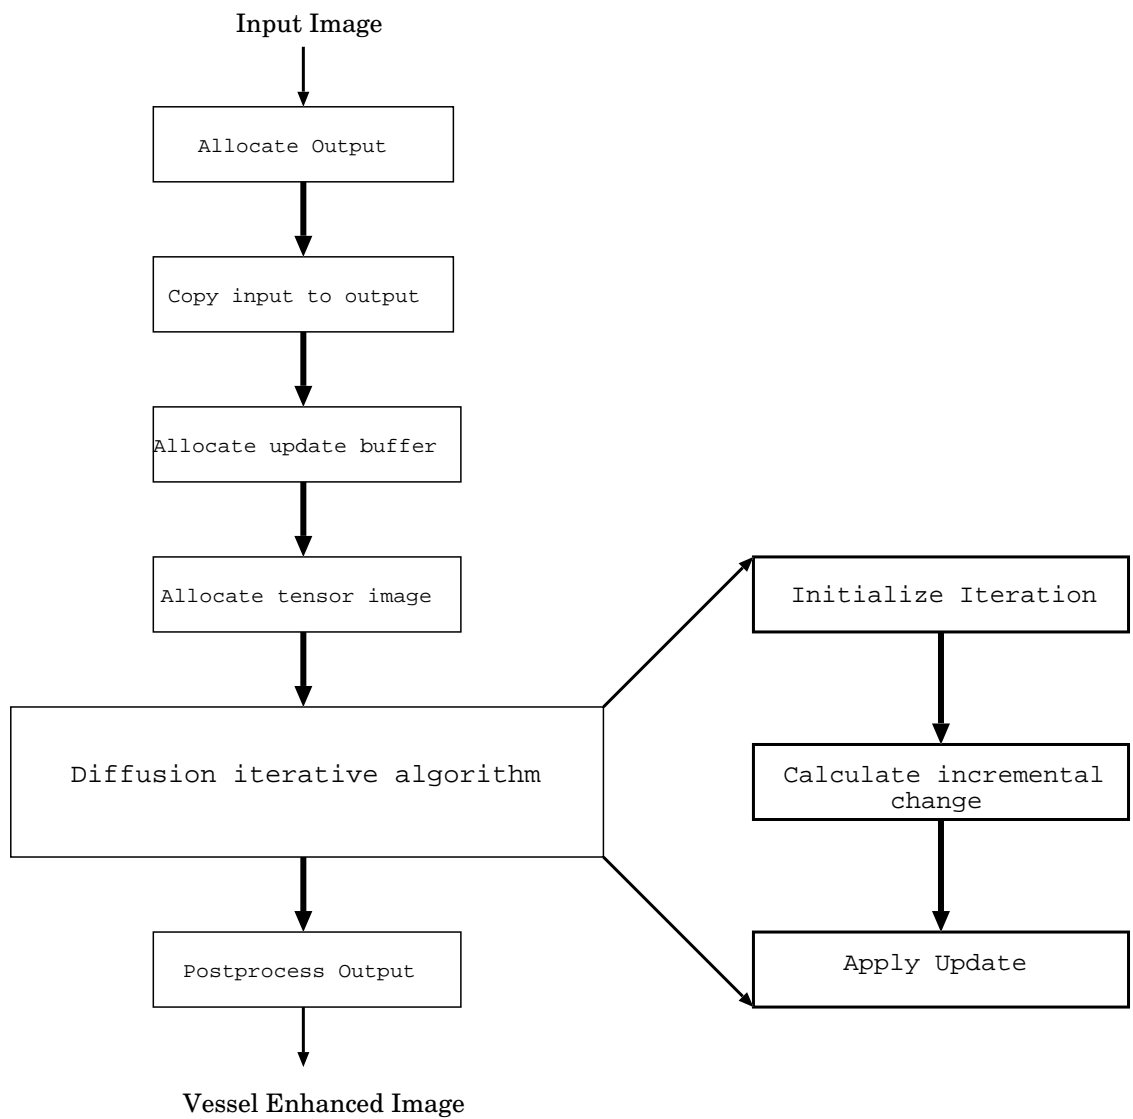 Input Image
Allocate Output
Copy input to output
Allocate update buffer
Allocate tensor image
Diffusion iterative algorithm
Postprocess Output
Vessel Enhanced Image
Initialize Iteration
Calculate incremental
change
Apply Update